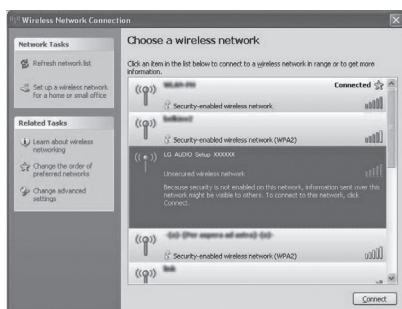 Wireless Network Connection
Network Tasks
Refresh network list
Set up a wireless network
for a home or small office
Related Tasks
Learn about wireless
networking
Change the order of
preferred networks
Change advanced
settings
Choose a wireless network
Click an item in the list below to connect to a wireless network in range or to get more
information.
Connected
Security-enabled wireless network
Security-enabled wireless network (WPA2)
LG AUDIO Setup XXXXXX
Unsecured wireless network
Because security is not enabled on this network, information sent over this
network might be visible to others. To connect to this network, click
Connect.
Security-enabled wireless network (WPA2)
Connect